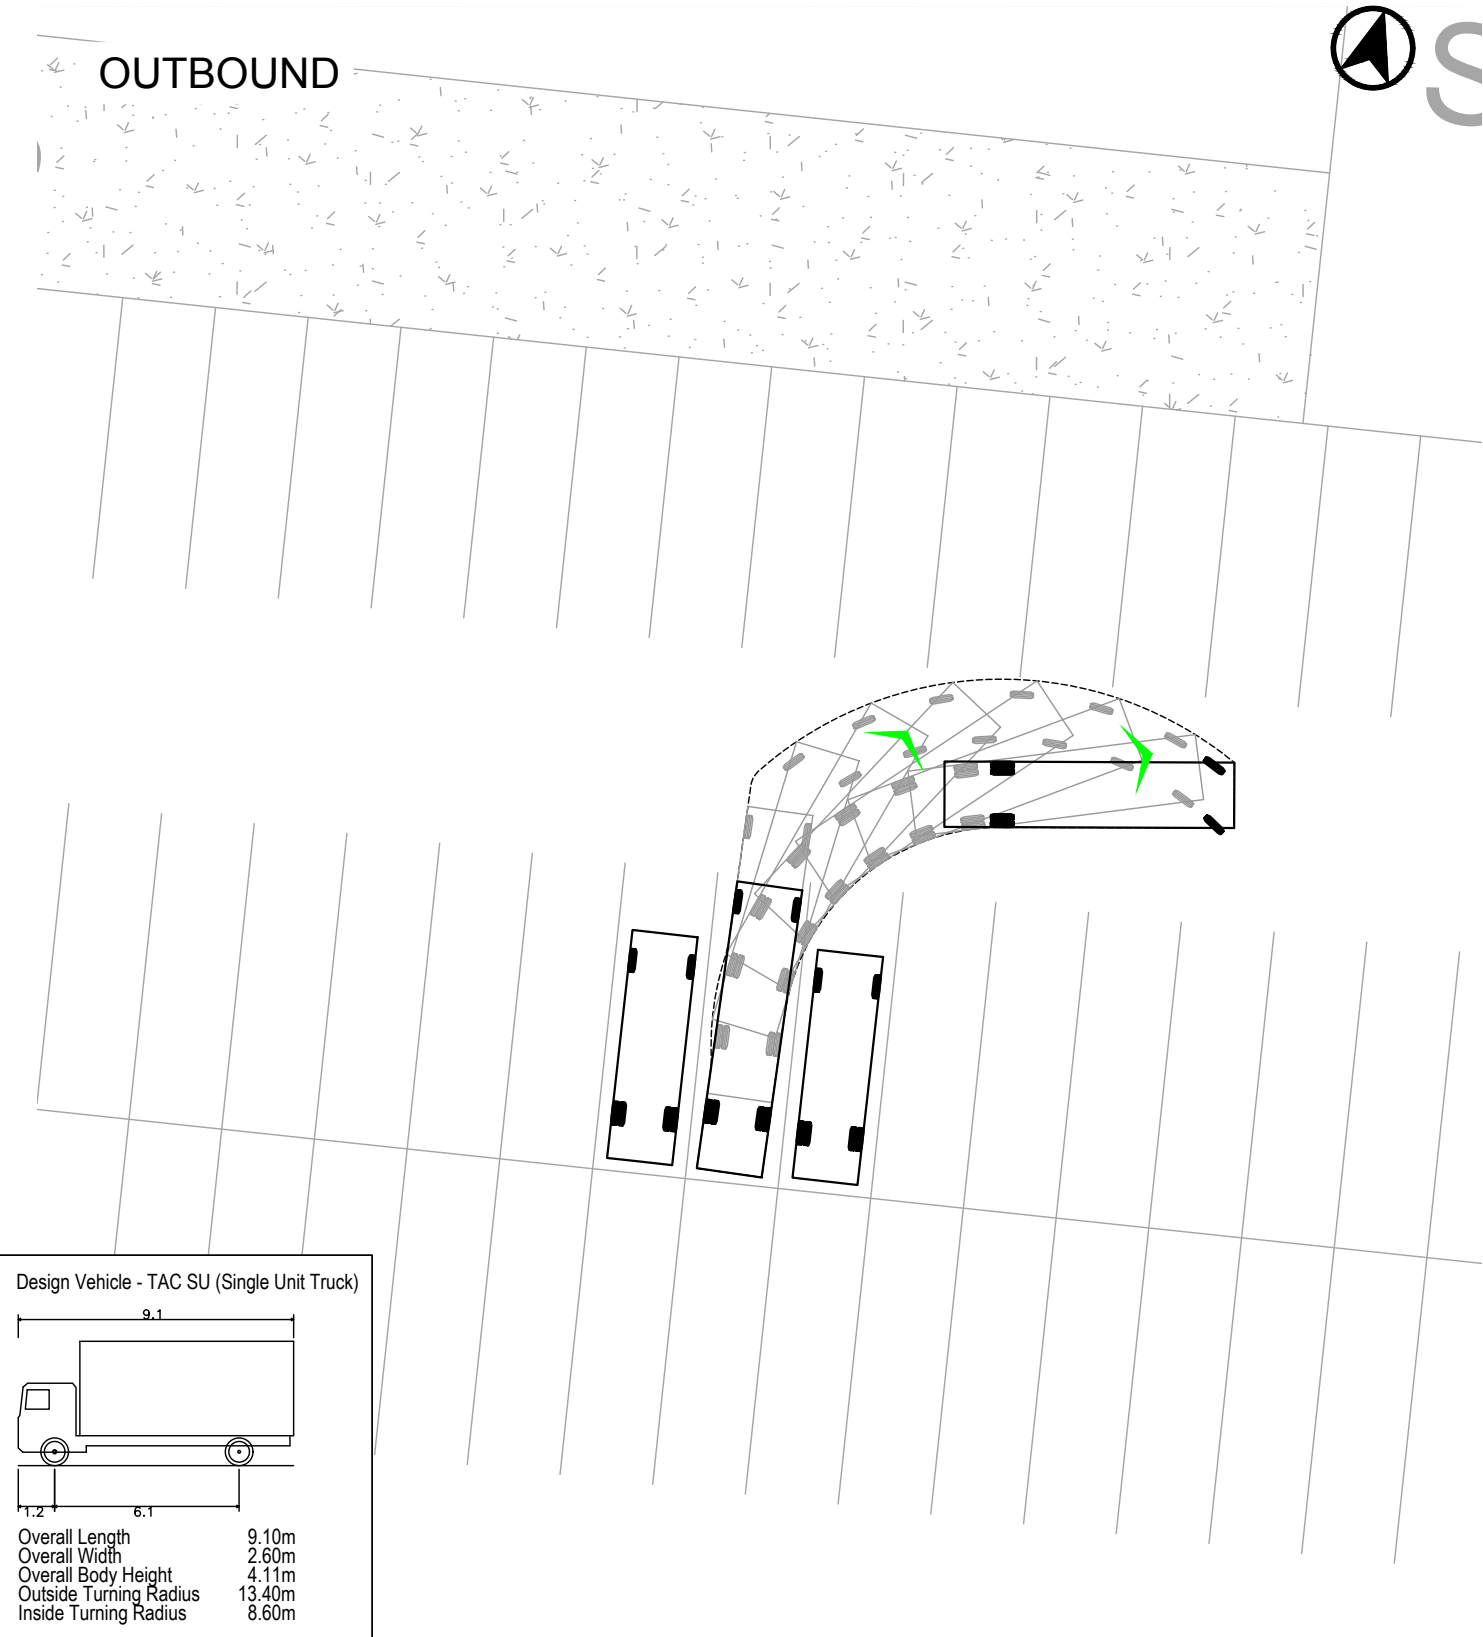 OUTBOUND
S
Design Vehicle - TAC SU (Single Unit Truck)
9.1
1.2
6.1
Overall Length 9.10m
Overall Width 2.60m
Overall Body Height 4.11m
Outside Turning Radius 13.40m
Inside Turning Radius 8.60m